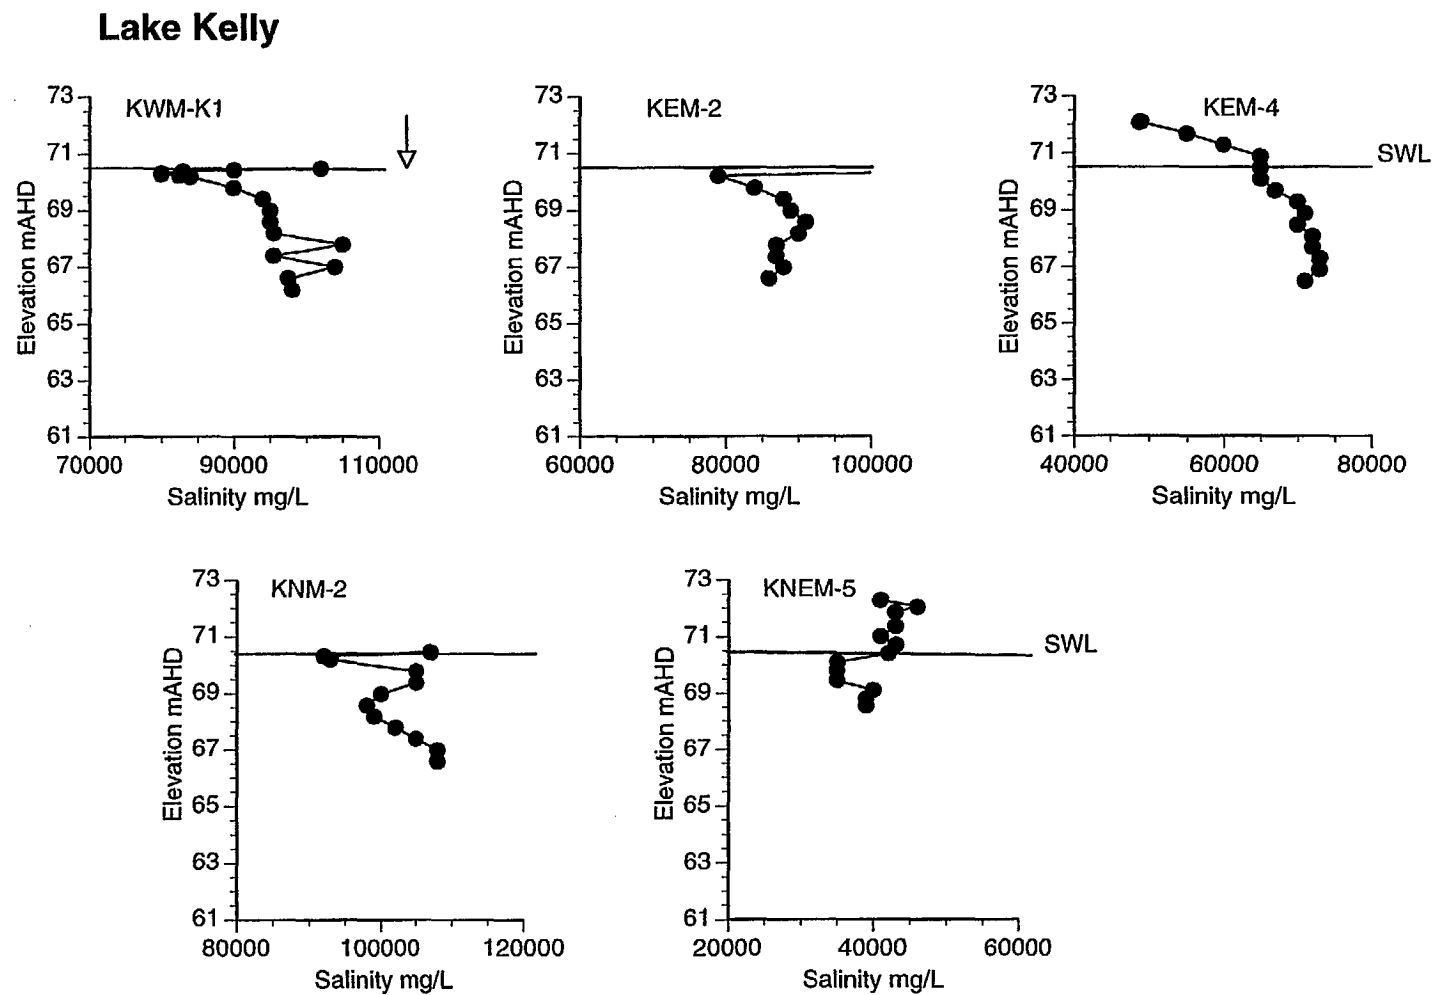 Lake Kelly
KWM-K1
73
71
69
67
65
63
61
Elevation mAHD
70000 90000 110000
Salinity mg/L
KEM-2
73
71
69
67
65
63
61
Elevation mAHD
60000 80000 100000
Salinity mg/L
KEM-4
73
71
69
67
65
63
61
Elevation mAHD
SWL
40000 60000 80000
Salinity mg/L
KNM-2
73
71
69
67
65
63
61
Elevation mAHD
80000 100000 120000
Salinity mg/L
KNEM-5
73
71
69
67
65
63
61
Elevation mAHD
SWL
20000 40000 60000
Salinity mg/L